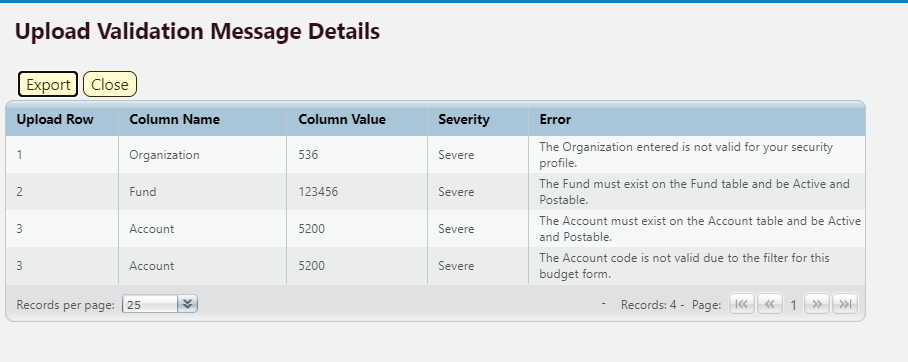 Upload Validation Message Details
Export Close
Upload Row Column Name Column Value Severity Error
1 Organization 536 Severe The Organization entered is not valid for your security
profile.
2 Fund 123456 Severe The Fund must exist on the Fund table and be Active and
Postable.
3 Account 5200 Severe The Account must exist on the Account table and be Active
and Postable.
3 Account 5200 Severe The Account code is not valid due to the filter for this
budget form.
Records per page: 25 - Records: 4 - Page: 1